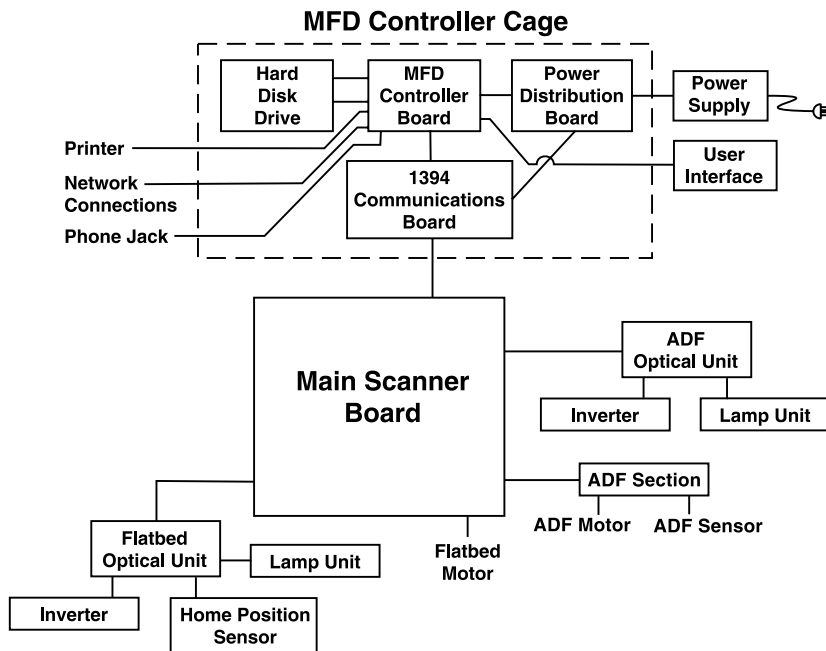 MFD Controller Cage
Hard
Disk
Drive
MFD
Controller
Board
Power
Distribution
Board
Power
Supply
Printer
Network
Connections
Phone Jack
1394
Communications
Board
User
Interface
Main Scanner
Board
ADF
Optical Unit
Inverter
Lamp Unit
ADF Section
ADF Motor
ADF Sensor
Flatbed
Motor
Flatbed
Optical Unit
Lamp Unit
Inverter
Home Position
Sensor